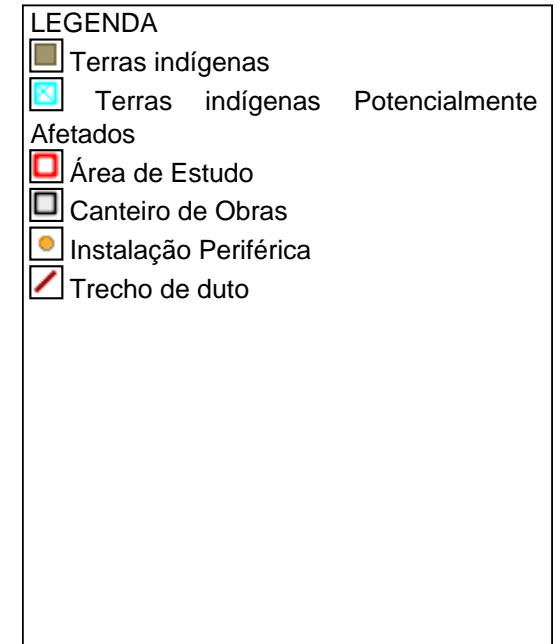 LEGENDA
Terras indígenas
Terras indígenas Potencialmente
Afetados
Área de Estudo
Canteiro de Obras
Instalação Periférica
Trecho de duto